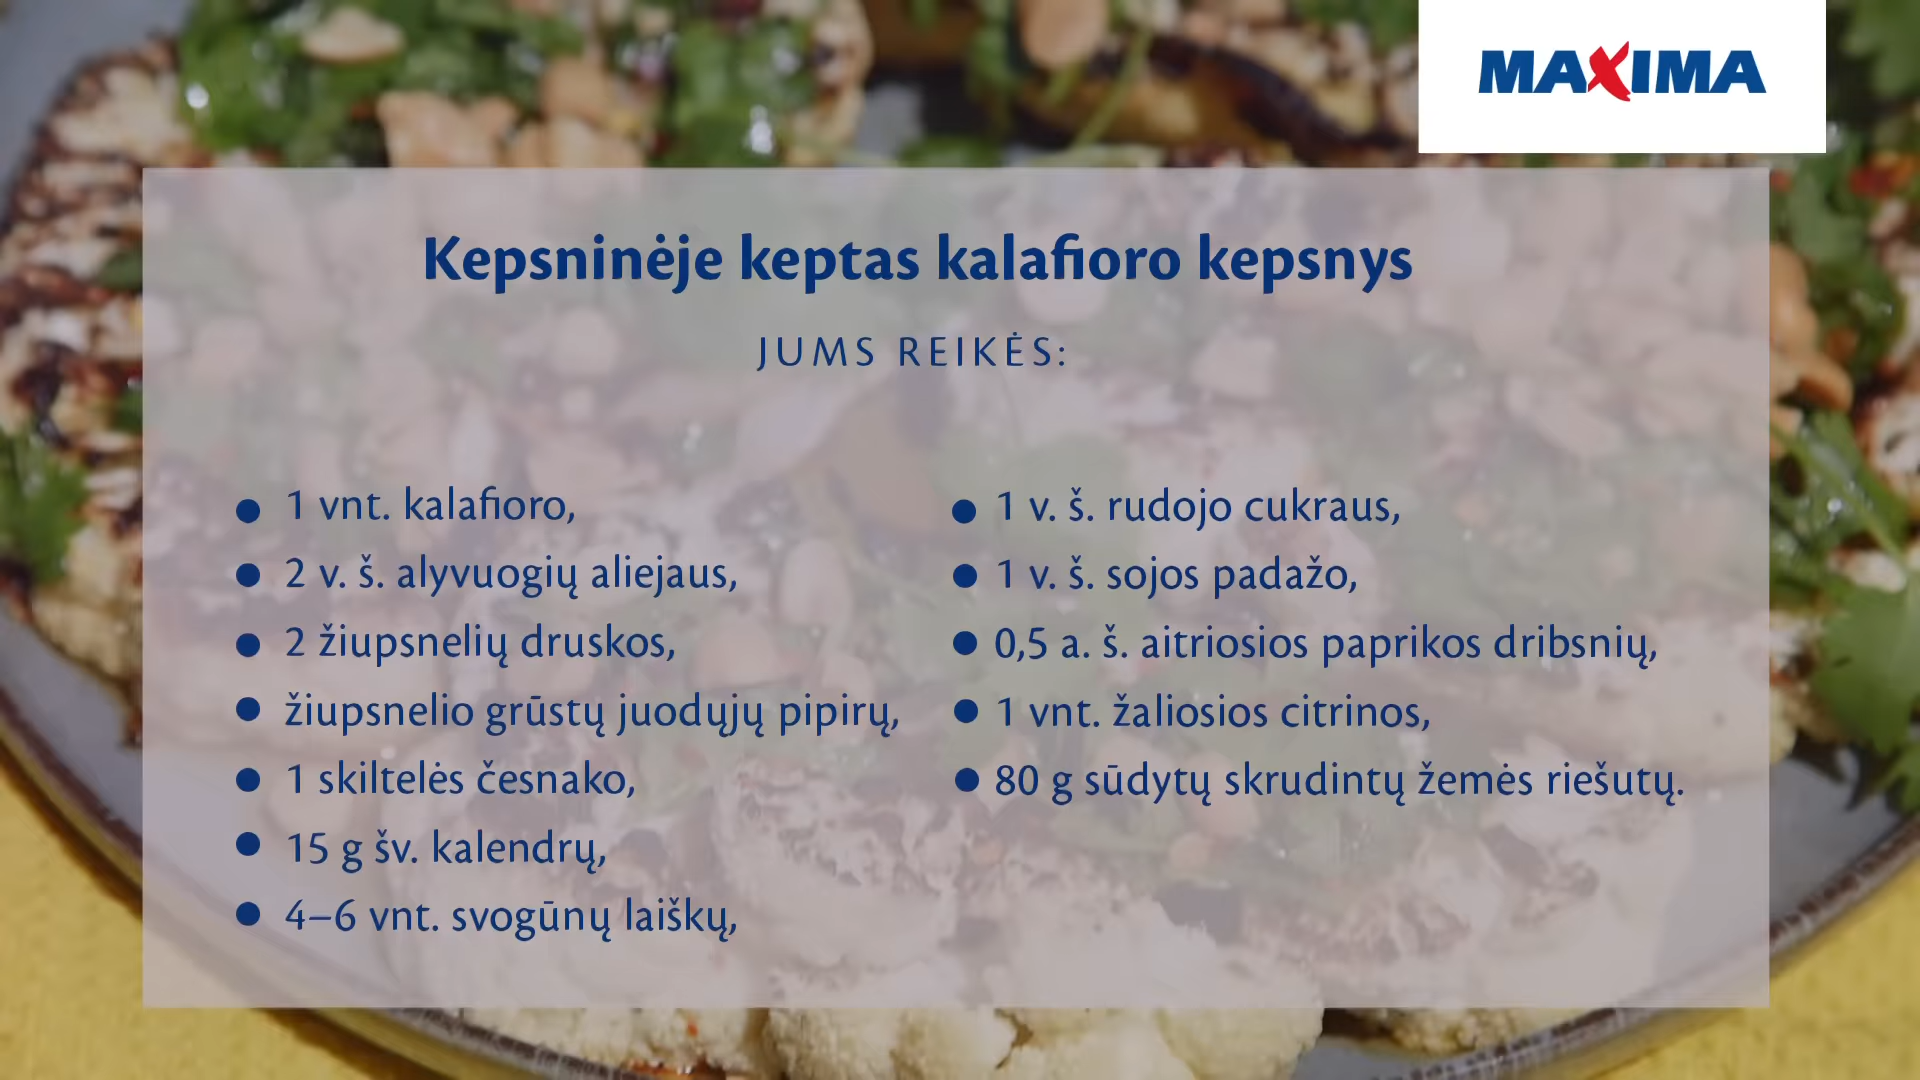 MAXIMA
Kepsninėje keptas kalafioro kepsnys
JUMS REIKĖS:
● 1 vnt. kalafioro,
● 2 v. š. alyvuogių aliejaus,
● 2 žiupsnelių druskos,
● žiupsnelio grūstų juodųjų pipirų,
● 1 skiltelės česnako,
● 15 g šv. kalendrų,
● 4–6 vnt. svogūnų laiškų,
● 1 v. š. rudojo cukraus,
● 1 v. š. sojos padažo,
● 0,5 a. š. aitriosios paprikos dribsnių,
● 1 vnt. žaliosios citrinos,
● 80 g sūdytų skrudintų žemės riešutų.